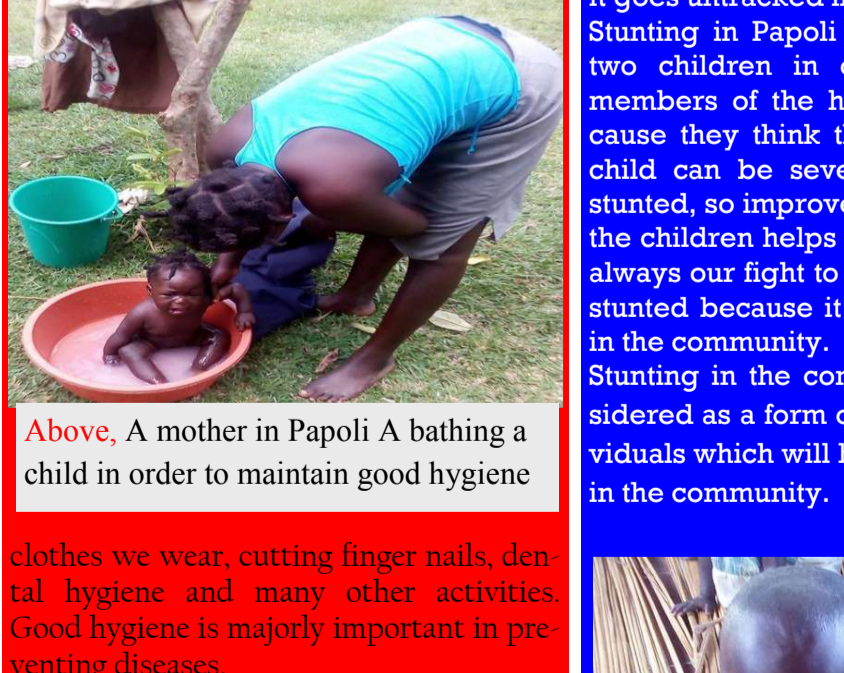 Above, A mother in Papoli A bathing a
child in order to maintain good hygiene
clothes we wear, cutting finger nails, den-
tal hygiene and many other activities.
Good hygiene is majorly important in pre-
venting diseases
it goes untracked i
Stunting in Papoli
two children in
members of the h
cause they think t
child can be seve
stunted, so improve
the children helps
always our fight to
stunted because it
in the community.
Stunting in the con
sidered as a form
viduals which will
in the community.